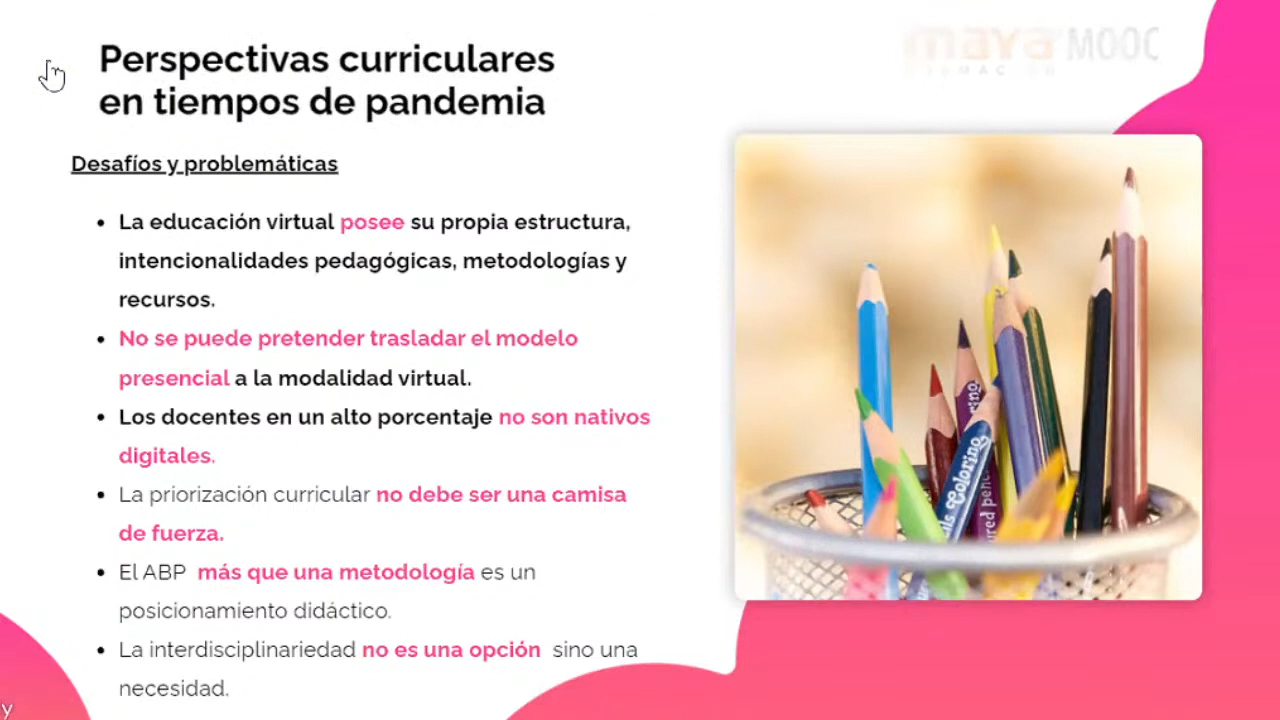 maya MOOC
Perspectivas curriculares
en tiempos de pandemia
Desafíos y problemáticas
• La educación virtual posee su propia estructura,
intencionalidades pedagógicas, metodologías y
recursos.
• No se puede pretender trasladar el modelo
presencial a la modalidad virtual.
• Los docentes en un alto porcentaje no son nativos
digitales.
• La priorización curricular no debe ser una camisa
de fuerza.
• El ABP más que una metodología es un
posicionamiento didáctico.
• La interdisciplinariedad no es una opción sino una
necesidad.
Coloring
y